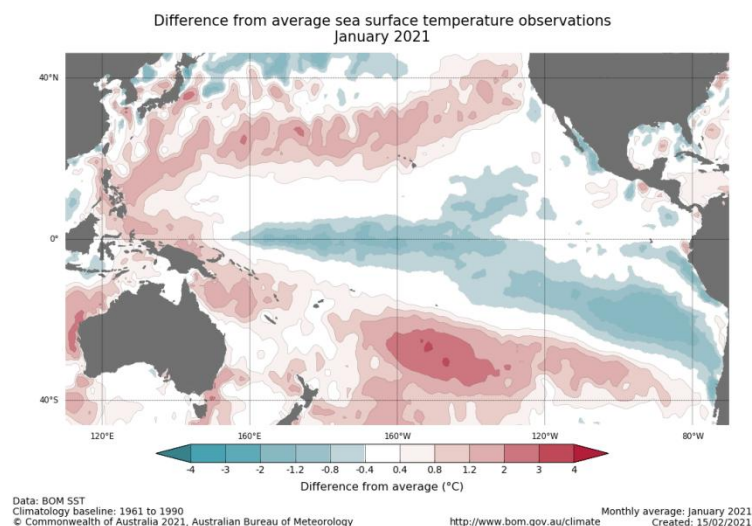 Difference from average sea surface temperature observations
January 2021
40°N
0°
40°S
120°E 160°E 160°W 120°W 80°W
-4 -3 -2 -1.2 -0.8 -0.4 0.4 0.8 1.2 2 3 4
Difference from average (°C)
Data: BOM SST
Climatology baseline: 1961 to 1990 Monthly average: January 2021
© Commonwealth of Australia 2021, Australian Bureau of Meteorology http://www.bom.gov.au/climate Created: 15/02/2021